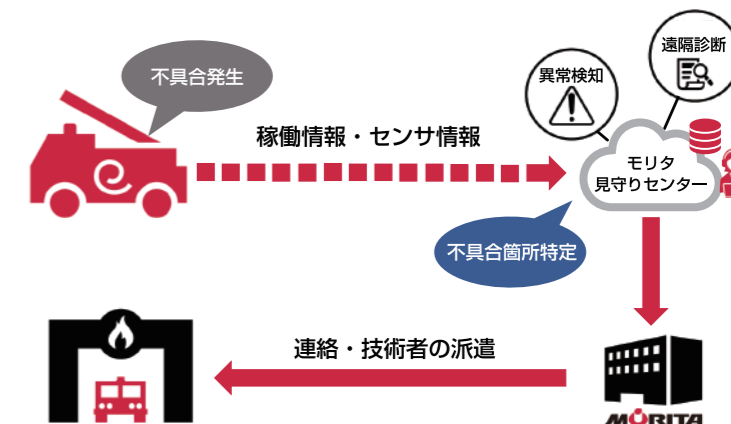 不具合発生
異常検知
遠隔診断
稼働情報・センサ情報
モリタ
見守りセンター
不具合箇所特定
連絡・技術者の派遣
MORITA